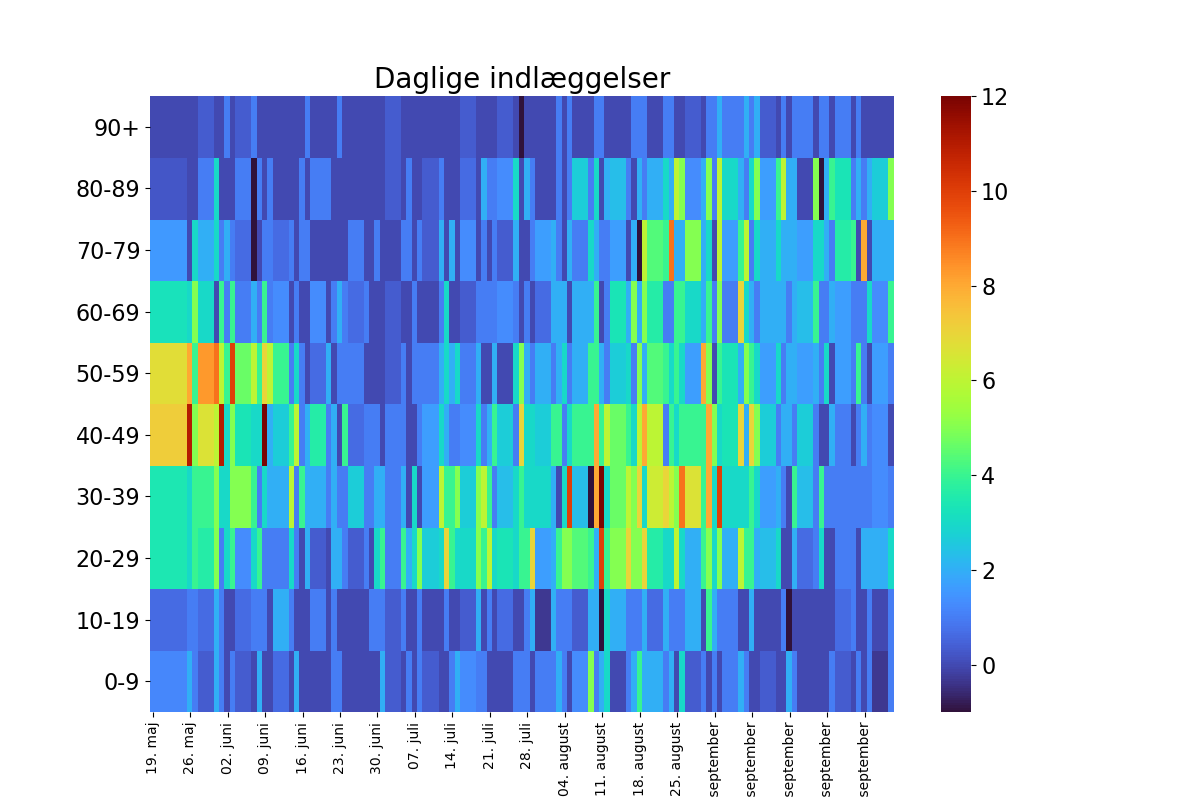 Daglige indlæggelser
90+
80-89
70-79
60-69
50-59
40-49
30-39
20-29
10-19
0-9
12
10
8
6
4
2
0
19. maj
26. maj
02. juni
09. juni
16. juni
23. juni
30. juni
07. juli
14. juli
21. juli
28. juli
04. august
11. august
18. august
25. august
september
september
september
september
september